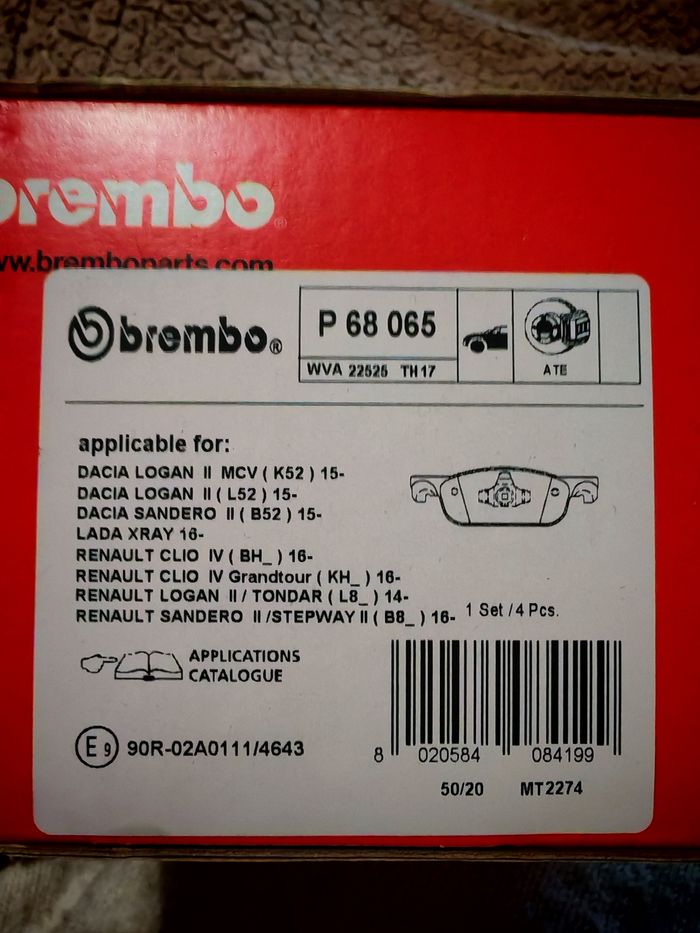 brembo®
www.bremboparts.com
brembo®
P 68 065
WVA 22525 TH17
ATE
applicable for:
DACIA LOGAN II MCV ( K52 ) 15-
DACIA LOGAN II ( L52 ) 15-
DACIA SANDERO II ( B52 ) 15-
LADA XRAY 16-
RENAULT CLIO IV ( BH_ ) 16-
RENAULT CLIO IV Grandtour ( KH_ ) 16-
RENAULT LOGAN II / TONDAR ( L8_ ) 14-
RENAULT SANDERO II /STEPWAY II ( B8_ ) 16-
1 Set / 4 Pcs.
APPLICATIONS
CATALOGUE
E9 90R-02A0111/4643
8 020584 084199
50/20 MT2274